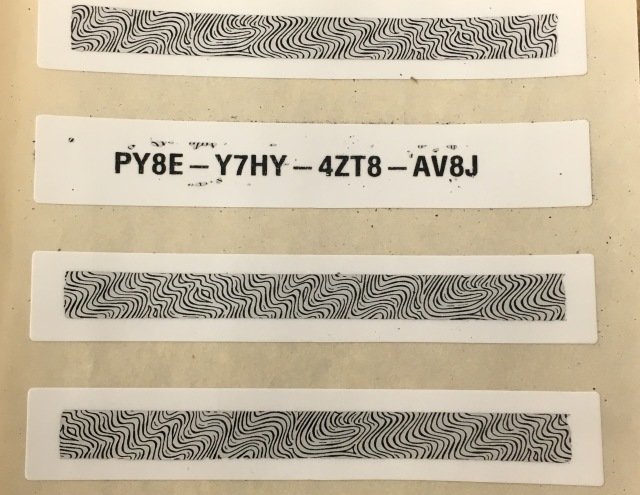 PY8E – Y7HY – 4ZT8 – AV8J